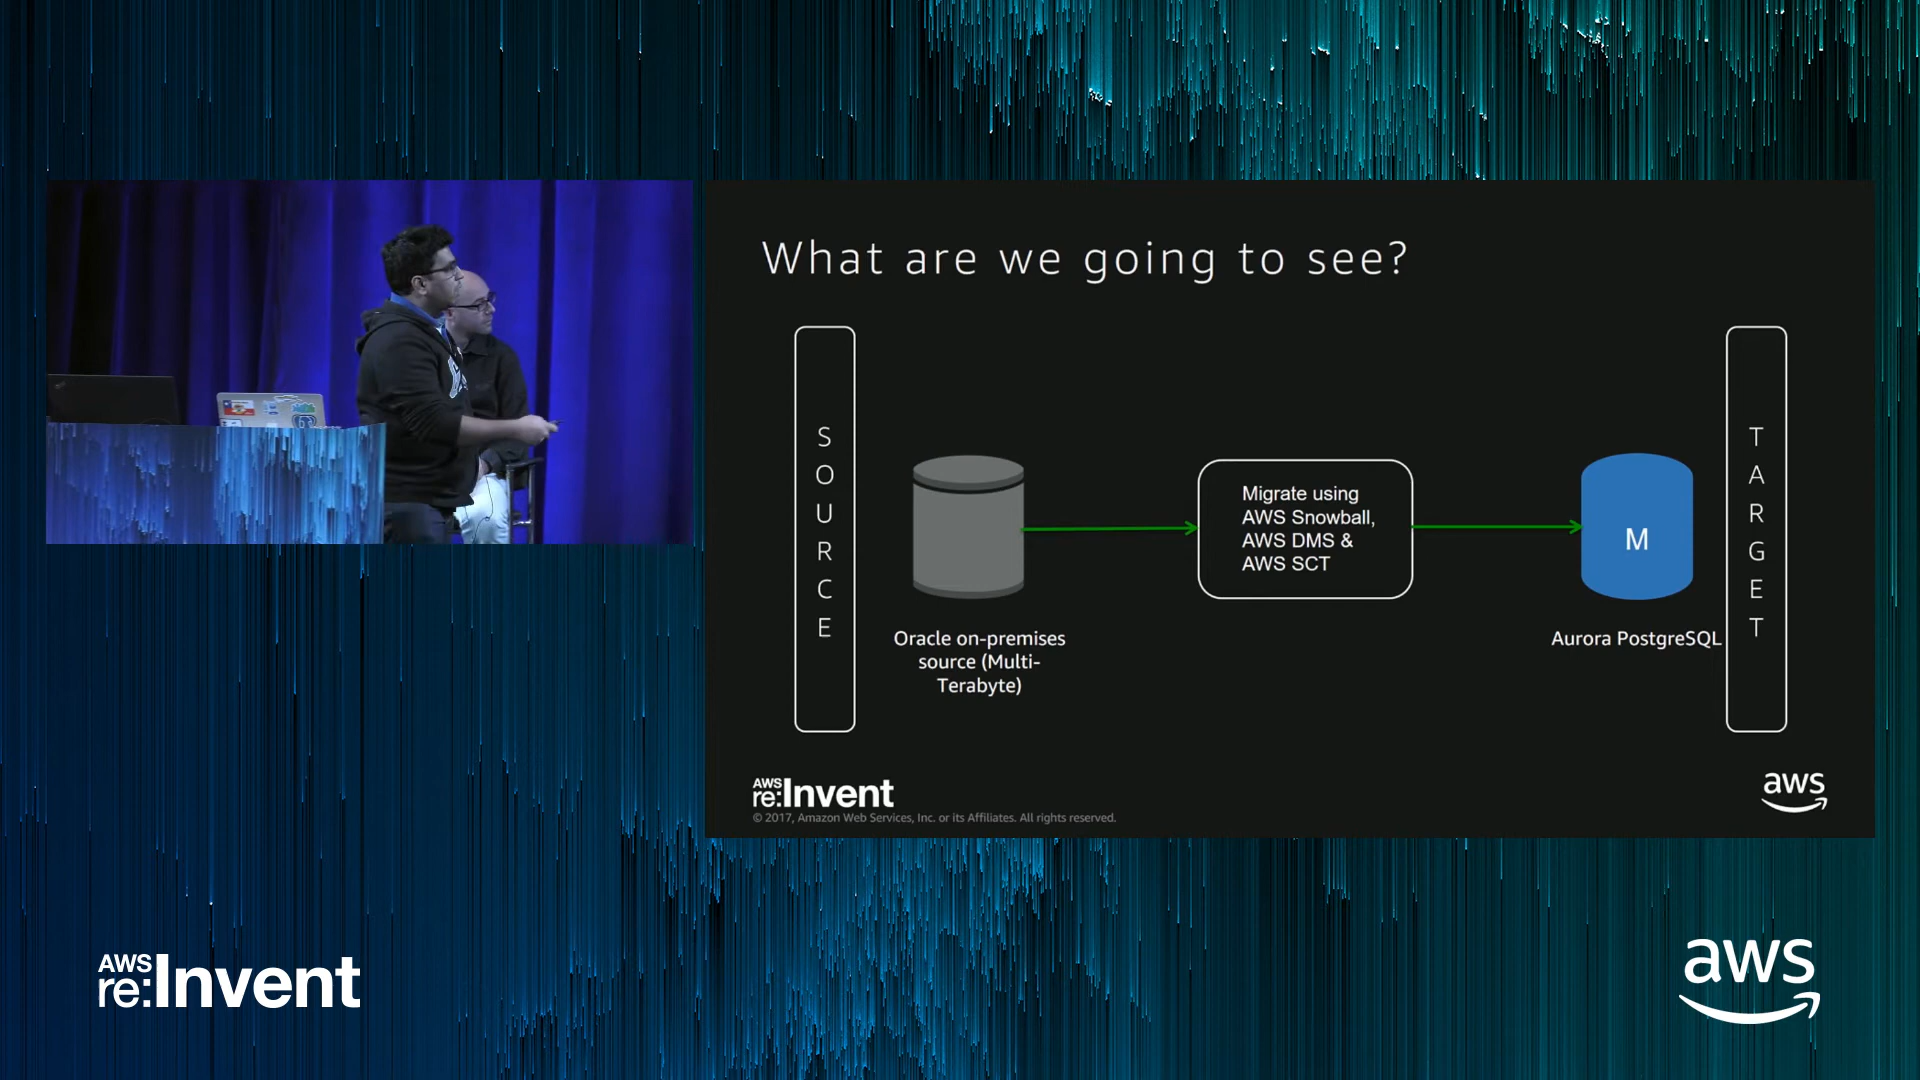 What are we going to see?
S
O
U
R
C
E
Oracle on-premises
source (Multi-
Terabyte)
Migrate using
AWS Snowball,
AWS DMS &
AWS SCT
M
Aurora PostgreSQL
T
A
R
G
E
T
AWS
re:Invent
© 2017, Amazon Web Services, Inc. or its Affiliates. All rights reserved.
aws
AWS
re:Invent
aws